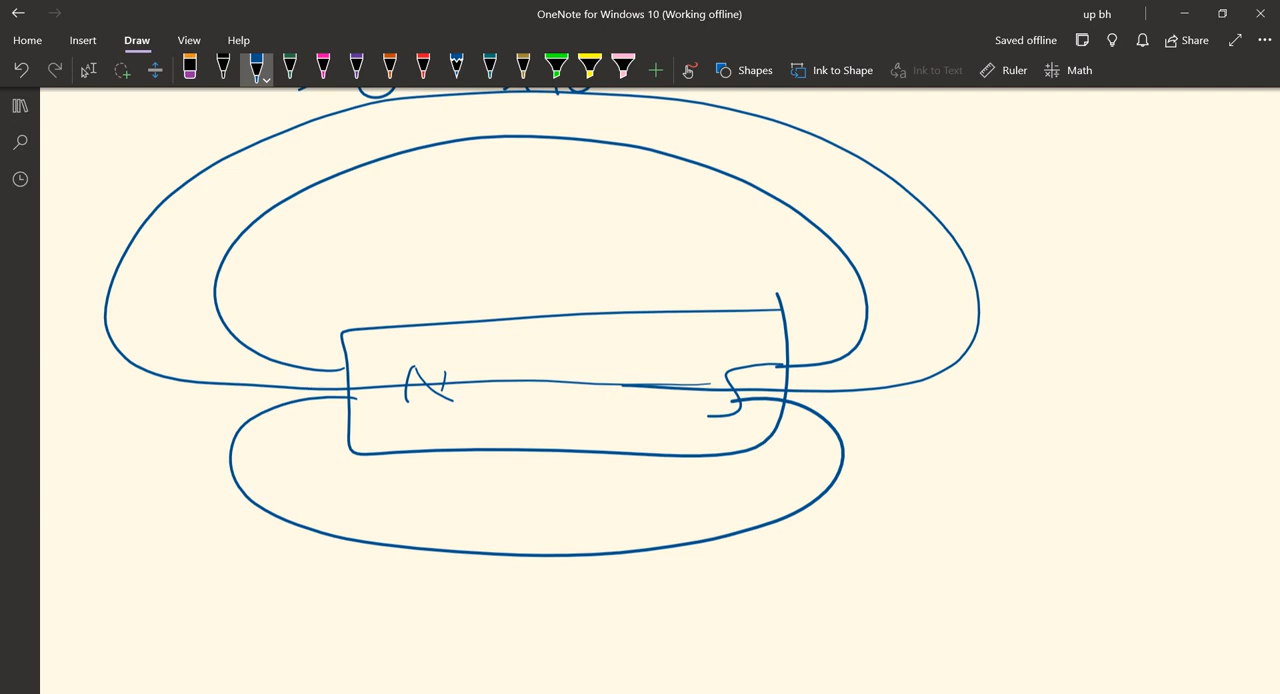 OneNote for Windows 10 (Working offline)
up bh
Home Insert Draw View Help
Saved offline Share
Shapes Ink to Shape Ink to Text Ruler Math
N S